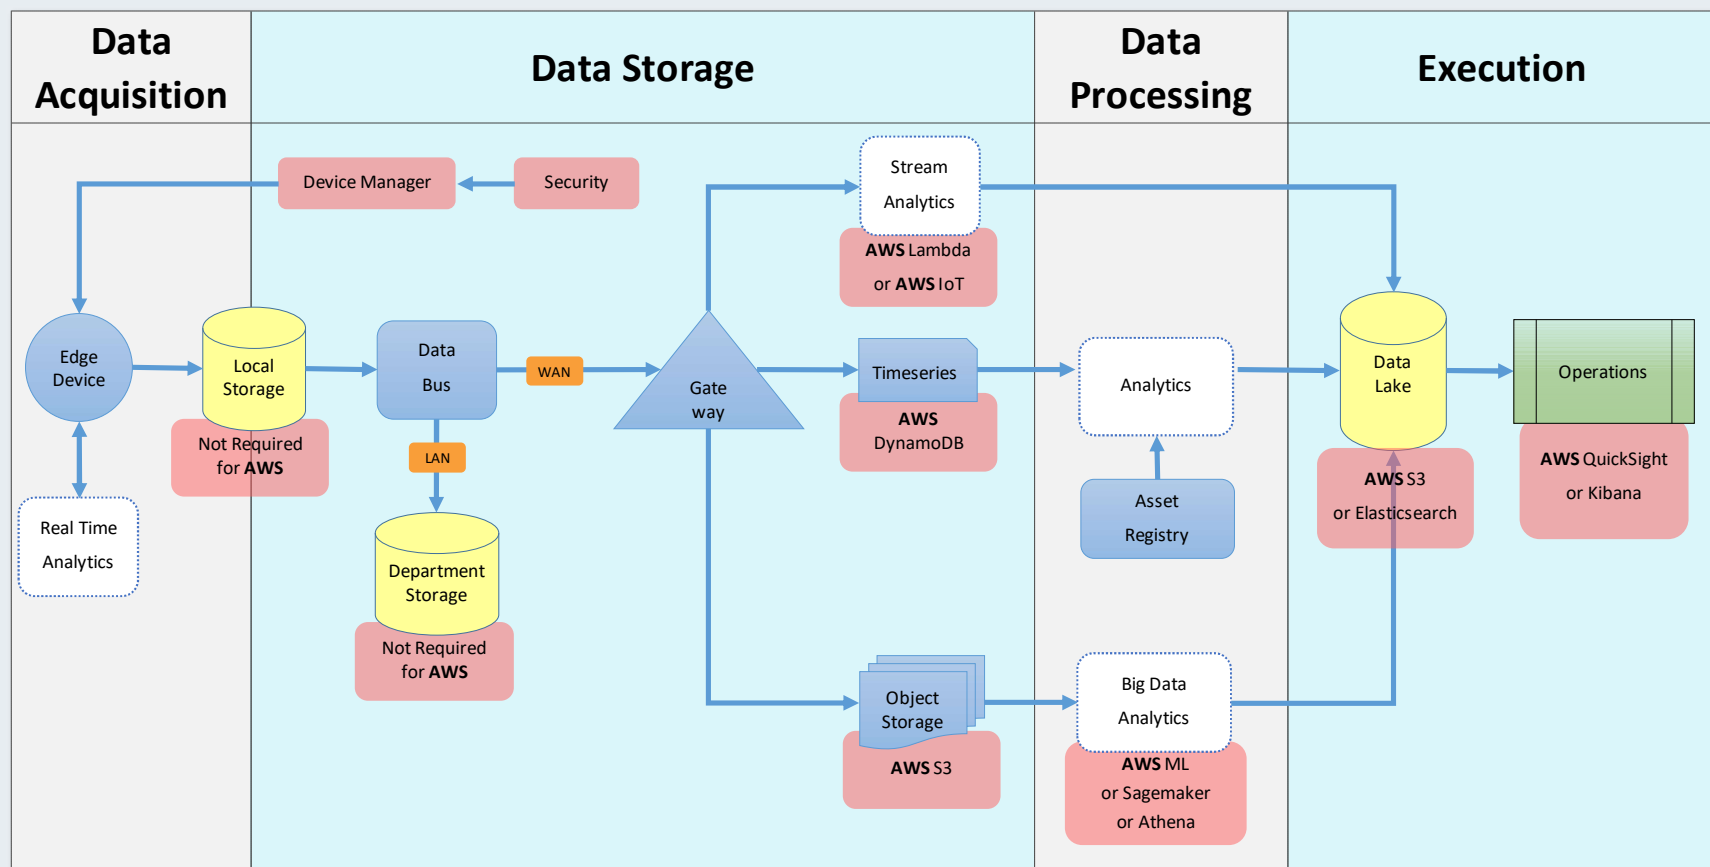 Data
Acquisition
Data Storage
Data
Processing
Execution
Device Manager
Security
Stream
Analytics
AWS Lambda
or AWS IoT
Edge
Device
Local
Storage
Not Required
for AWS
Data
Bus
WAN
LAN
Gate
way
Timeseries
AWS
DynamoDB
Analytics
Asset
Registry
Data
Lake
AWS S3
or Elasticsearch
Operations
AWS QuickSight
or Kibana
Real Time
Analytics
Department
Storage
Not Required
for AWS
Object
Storage
AWS S3
Big Data
Analytics
AWS ML
or Sagemaker
or Athena